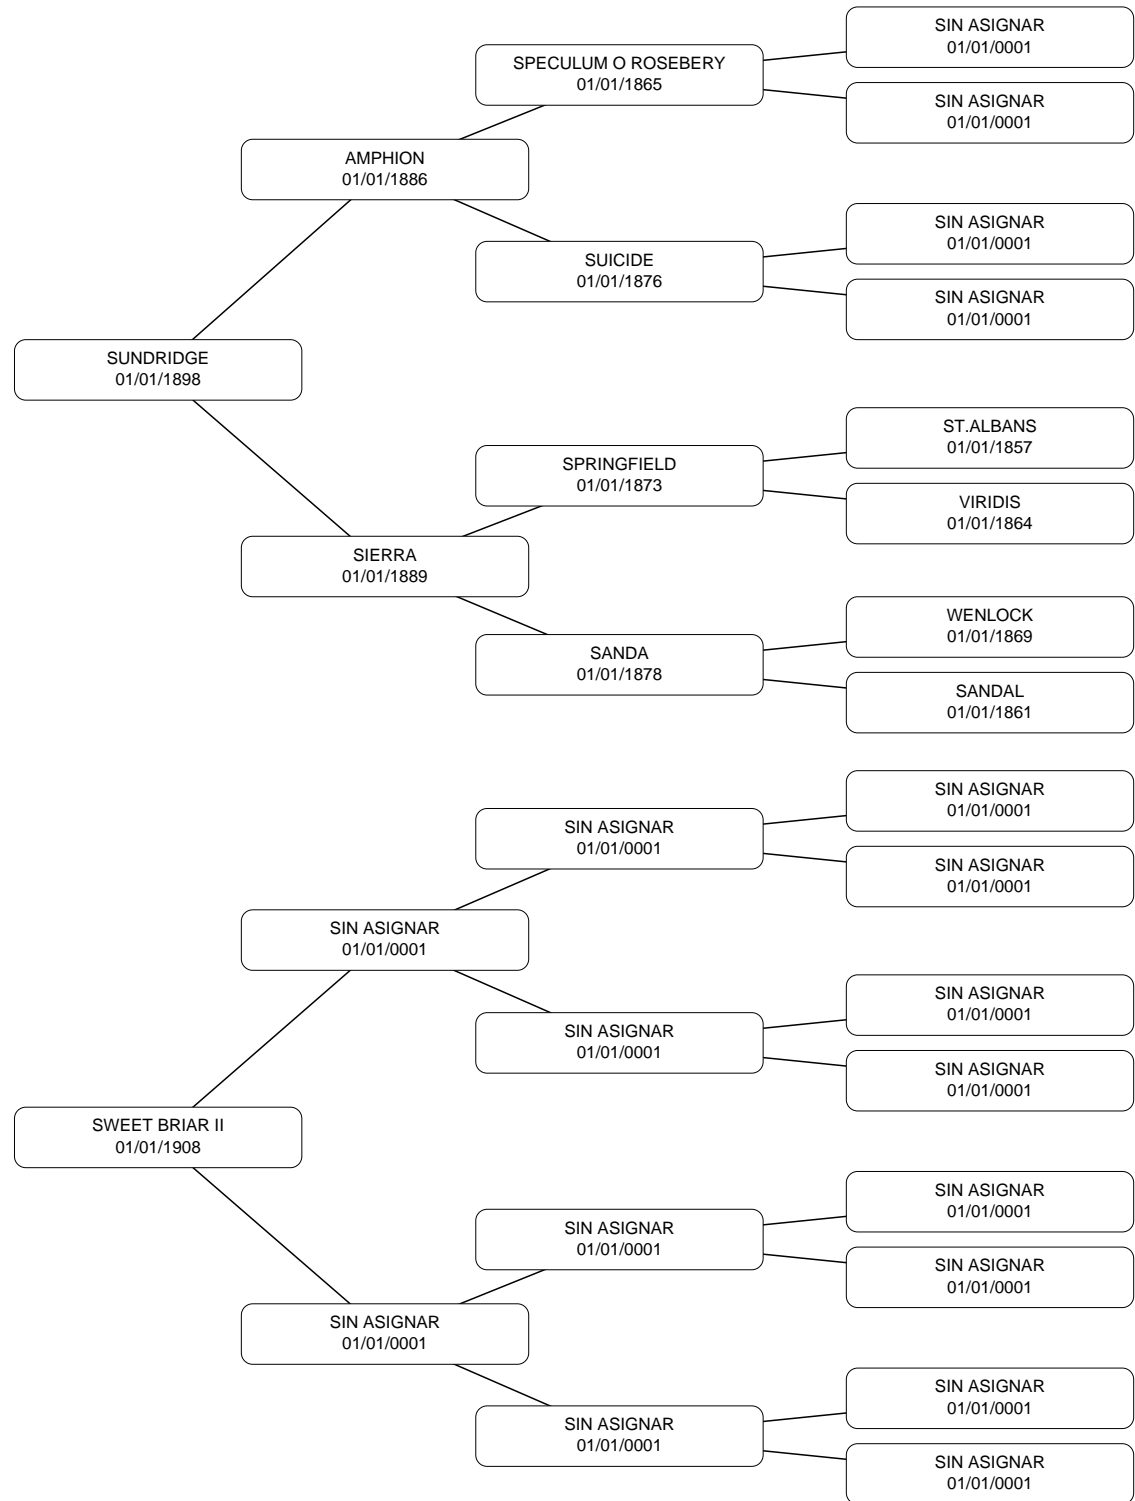 SIN ASIGNAR
01/01/0001
SPECULUM O ROSEBERY
01/01/1865
SIN ASIGNAR
01/01/0001
AMPHION
01/01/1886
SIN ASIGNAR
01/01/0001
SUICIDE
01/01/1876
SIN ASIGNAR
01/01/0001
SUNDRIDGE
01/01/1898
ST.ALBANS
01/01/1857
SPRINGFIELD
01/01/1873
VIRIDIS
01/01/1864
SIERRA
01/01/1889
WENLOCK
01/01/1869
SANDA
01/01/1878
SANDAL
01/01/1861
SIN ASIGNAR
01/01/0001
SIN ASIGNAR
01/01/0001
SIN ASIGNAR
01/01/0001
SIN ASIGNAR
01/01/0001
SIN ASIGNAR
01/01/0001
SIN ASIGNAR
01/01/0001
SIN ASIGNAR
01/01/0001
SWEET BRIAR II
01/01/1908
SIN ASIGNAR
01/01/0001
SIN ASIGNAR
01/01/0001
SIN ASIGNAR
01/01/0001
SIN ASIGNAR
01/01/0001
SIN ASIGNAR
01/01/0001
SIN ASIGNAR
01/01/0001
SIN ASIGNAR
01/01/0001